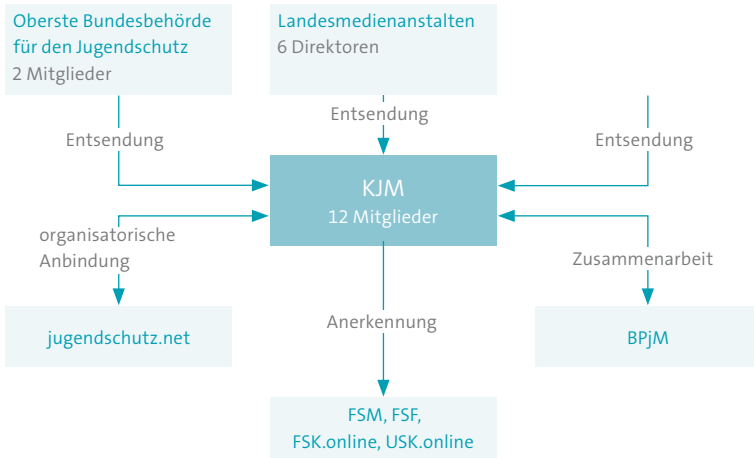 Oberste Bundesbehörde
für den Jugendschutz
2 Mitglieder
Landesmedienanstalten
6 Direktoren
Entsendung
Entsendung
Entsendung
KJM
12 Mitglieder
organisatorische
Anbindung
Zusammenarbeit
jugendschutz.net
Anerkennung
BPjM
FSM, FSF,
FSK.online, USK.online